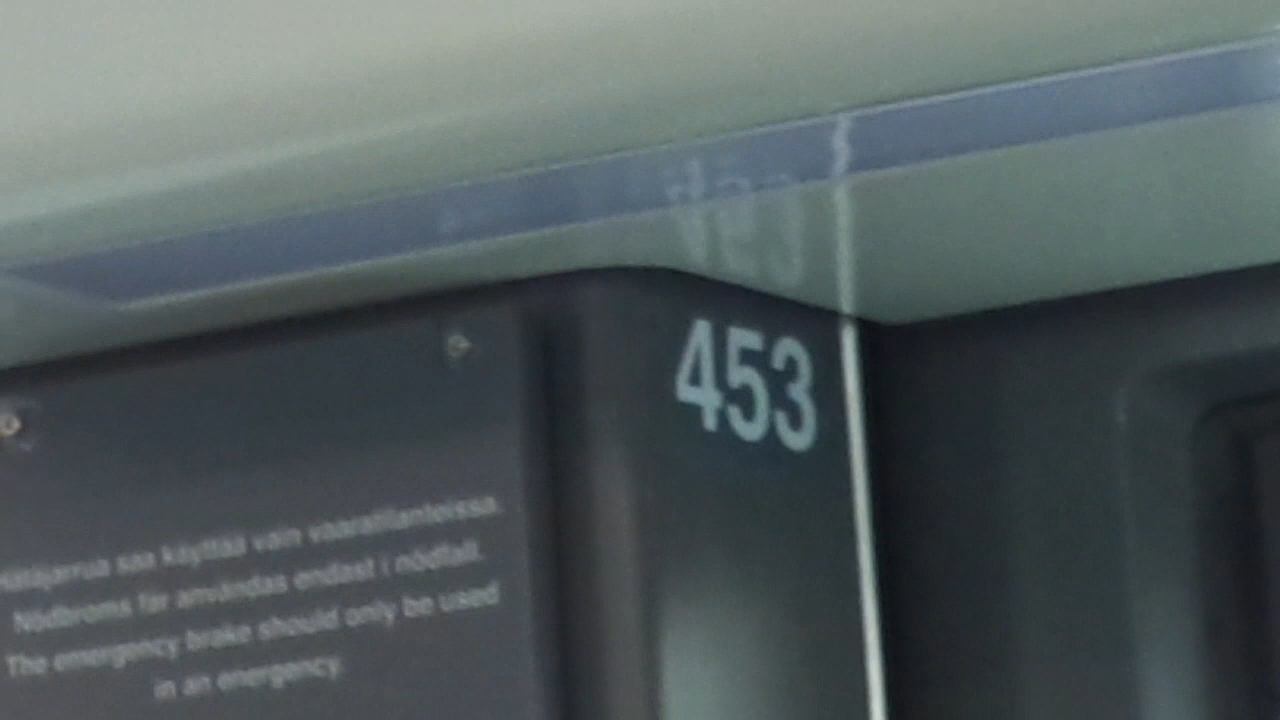 453
Hätäjarrua saa käyttää vain vaaratilanteissa.
Nödbroms får användas endast i nödfall.
The emergency brake should only be used
in an emergency.